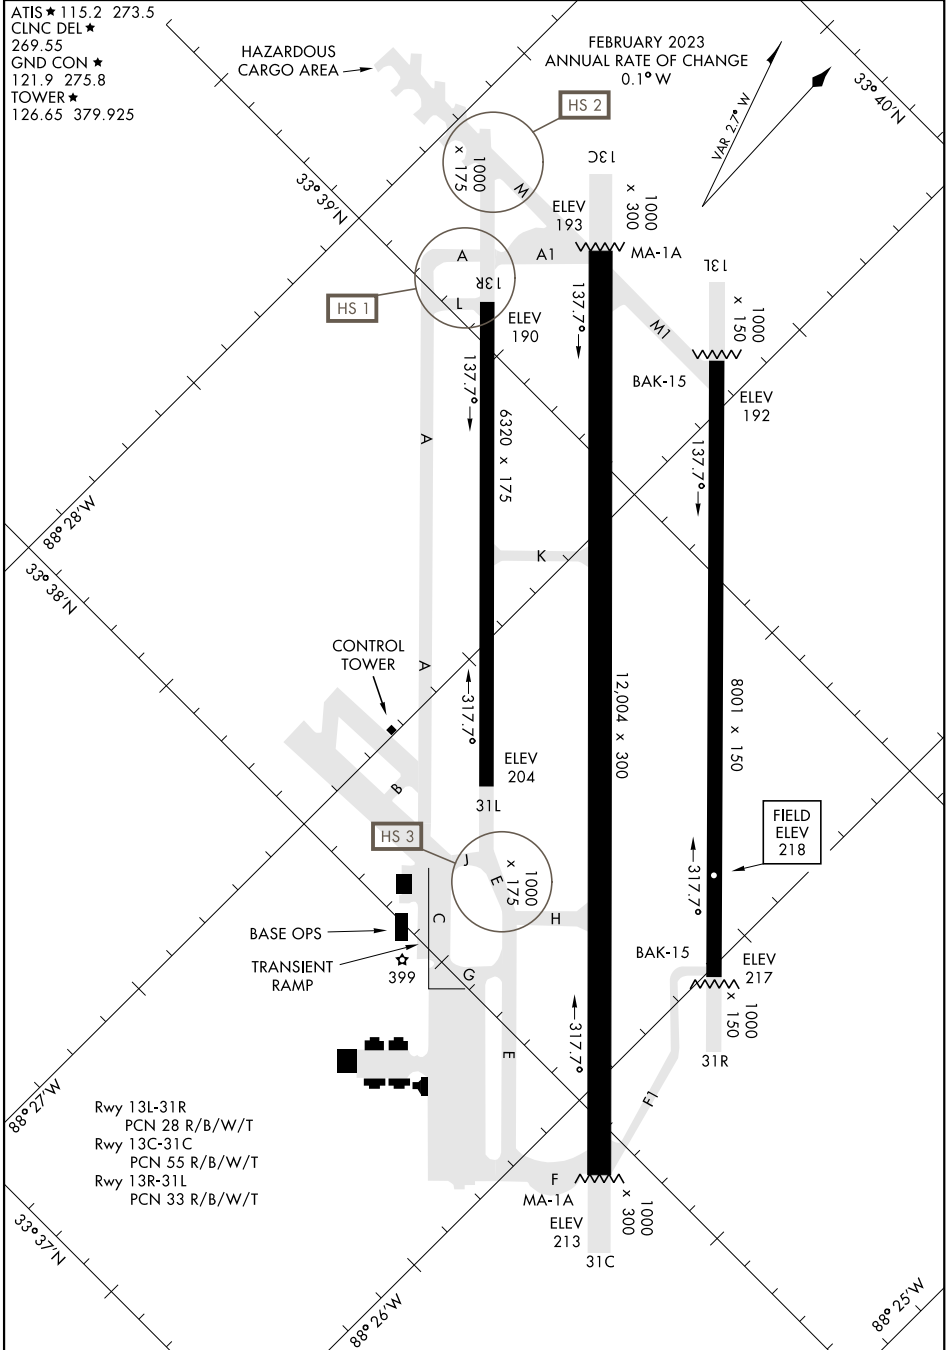 ATIS★ 115.2 273.5
CLNC DEL★
269.55
GND CON ★
121.9 275.8
TOWER★
126.65 379.925
HAZARDOUS
CARGO AREA
FEBRUARY 2023
ANNUAL RATE OF CHANGE
0.1° W
VAR 2.7° W
33° 40'N
HS 2
1000
x 175
M
13C
1000
x 300
ELEV
193
MA-1A
33° 39'N
A
A1
13R
L
HS 1
ELEV
190
137.7°
137.7°
13L
1000
x 150
M1
BAK-15
ELEV
192
137.7°
A
6320 x 175
88° 28'W
33° 38'N
K
CONTROL
TOWER
A
317.7°
12,004 x 300
8001 x 150
ELEV
204
31L
B
HS 3
J
E
1000
x 175
FIELD
ELEV
218
317.7°
C
H
BASE OPS
TRANSIENT
RAMP
399
G
BAK-15
ELEV
217
1000
x 150
31R
317.7°
E
F1
88° 27'W
Rwy 13L-31R
PCN 28 R/B/W/T
Rwy 13C-31C
PCN 55 R/B/W/T
Rwy 13R-31L
PCN 33 R/B/W/T
F
MA-1A
ELEV
213
1000
x 300
31C
33° 37'N
88° 26'W
88° 25'W